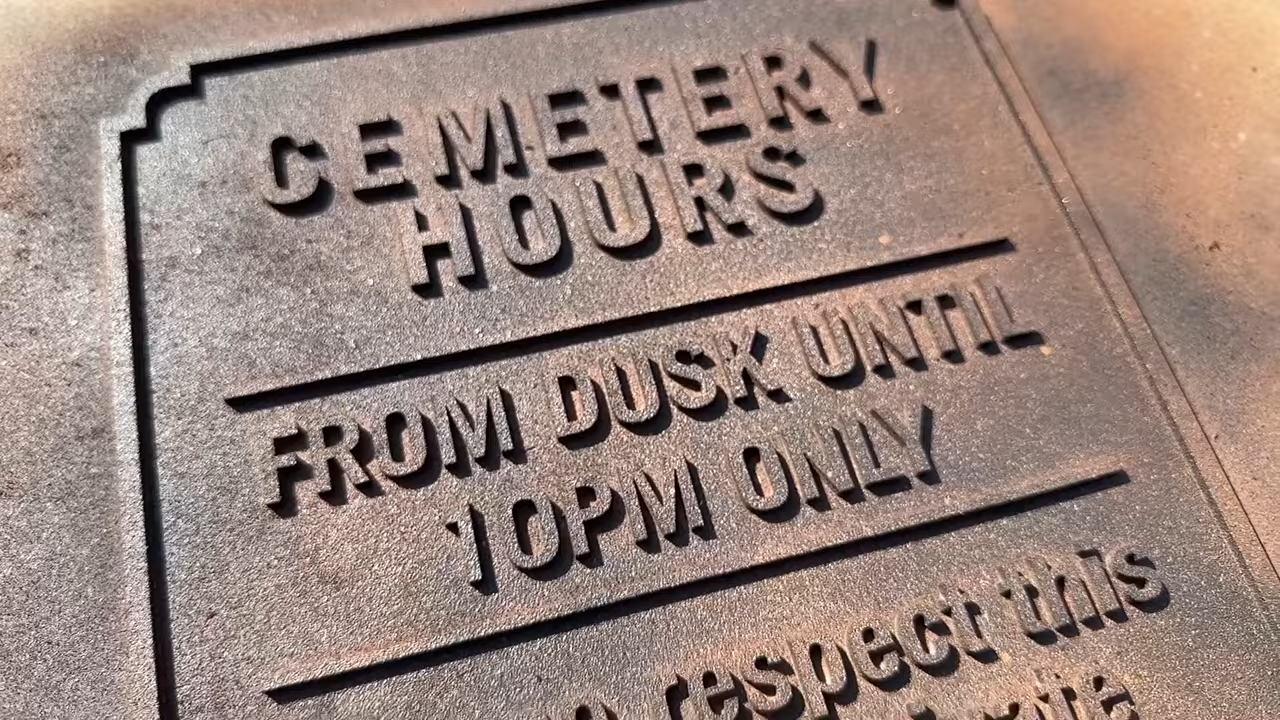 CEMETERY
HOURS
FROM DUSK UNTIL
10PM ONLY
respect this